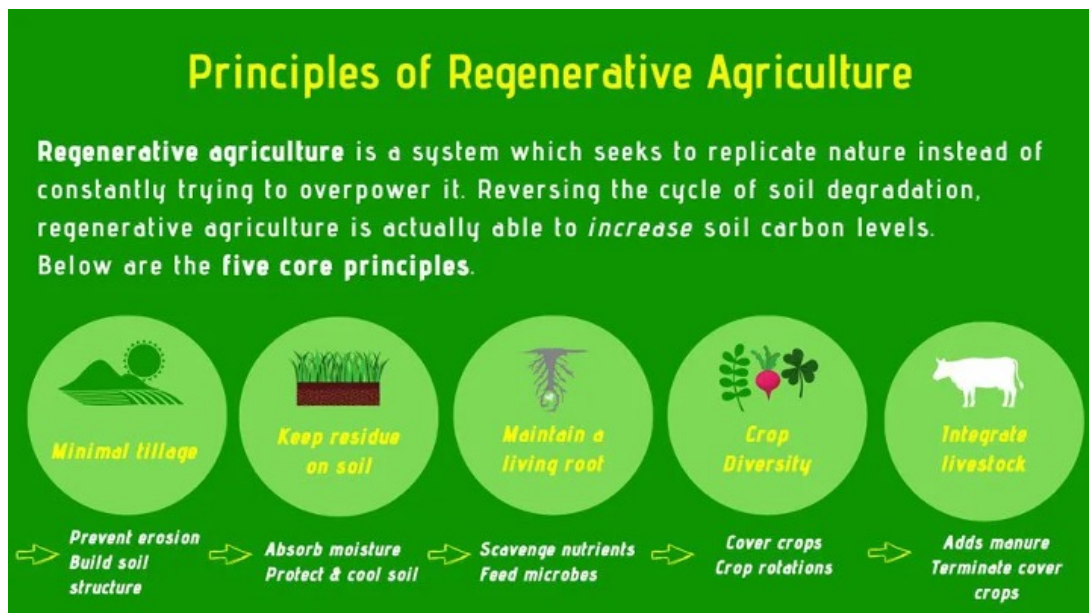 Principles of Regenerative Agriculture
Regenerative agriculture is a system which seeks to replicate nature instead of
constantly trying to overpower it. Reversing the cycle of soil degradation,
regenerative agriculture is actually able to increase soil carbon levels.
Below are the five core principles.
Minimal tillage
Prevent erosion
Build soil
structure
Keep residue
on soil
Absorb moisture
Protect & cool soil
Maintain a
living root
Scavenge nutrients
Feed microbes
Crop
Diversity
Cover crops
Crop rotations
Integrate
livestock
Adds manure
Terminate cover
crops